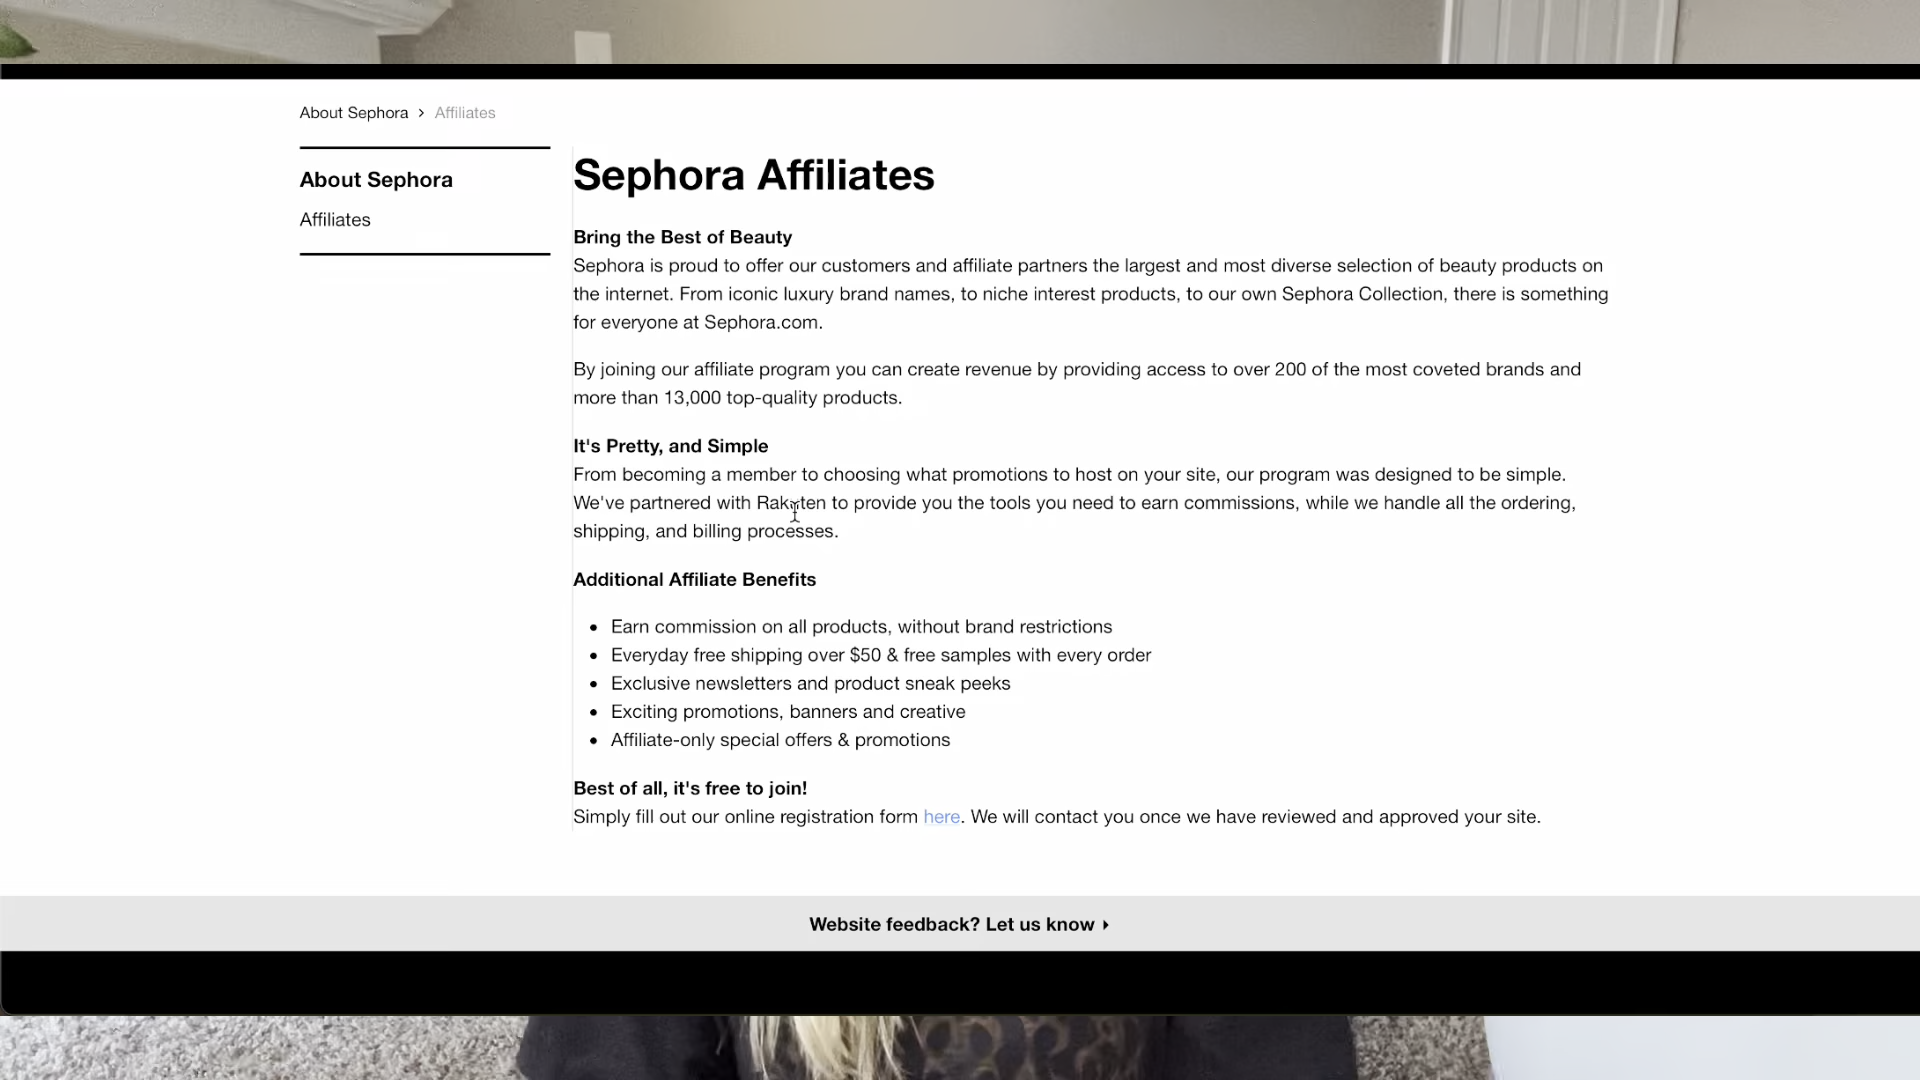 About Sephora › Affiliates
About Sephora
Affiliates
Sephora Affiliates
Bring the Best of Beauty
Sephora is proud to offer our customers and affiliate partners the largest and most diverse selection of beauty products on
the internet. From iconic luxury brand names, to niche interest products, to our own Sephora Collection, there is something
for everyone at Sephora.com.
By joining our affiliate program you can create revenue by providing access to over 200 of the most coveted brands and
more than 13,000 top-quality products.
It's Pretty, and Simple
From becoming a member to choosing what promotions to host on your site, our program was designed to be simple.
We've partnered with Rakuten to provide you the tools you need to earn commissions, while we handle all the ordering,
shipping, and billing processes.
Additional Affiliate Benefits
• Earn commission on all products, without brand restrictions
• Everyday free shipping over $50 & free samples with every order
• Exclusive newsletters and product sneak peeks
• Exciting promotions, banners and creative
• Affiliate-only special offers & promotions
Best of all, it's free to join!
Simply fill out our online registration form here. We will contact you once we have reviewed and approved your site.
Website feedback? Let us know